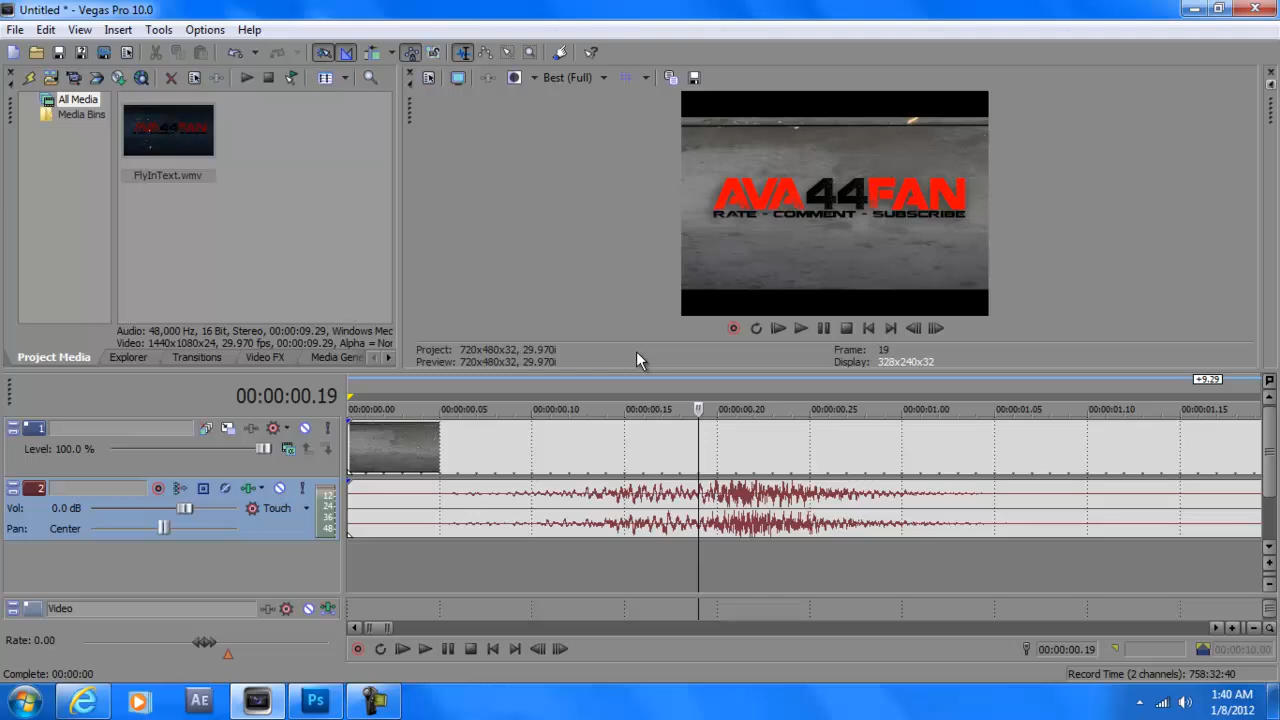 Untitled * - Vegas Pro 10.0
File Edit View Insert Tools Options Help
Best (Full)
All Media
Media Bins
FlyInText.wmv
AVA44FAN
RATE - COMMENT - SUBSCRIBE
Audio: 48,000 Hz, 16 Bit, Stereo, 00:00:09.29, Windows Med
Video: 1440x1080x24, 29.970 fps, 00:00:09.29, Alpha = Nor
Project Media Explorer Transitions Video FX Media Gene
Project: 720x480x32, 29.970i
Preview: 720x480x32, 29.970i
Frame: 19
Display: 328x240x32
+9.29
00:00:00.19
00:00:00.00 00:00:00.05 00:00:00.10 00:00:00.15 00:00:00.20 00:00:00.25 00:00:01.00 00:00:01.05 00:00:01.10 00:00:01.15
1
Level: 100.0 %
2
Vol: 0.0 dB Touch
Pan: Center
12-
24-
36-
48-
Video
Rate: 0.00
00:00:00.19
00:00:10.00
Complete: 00:00:00
Record Time (2 channels): 758:32:40
Ae
Ps
1:40 AM
1/8/2012